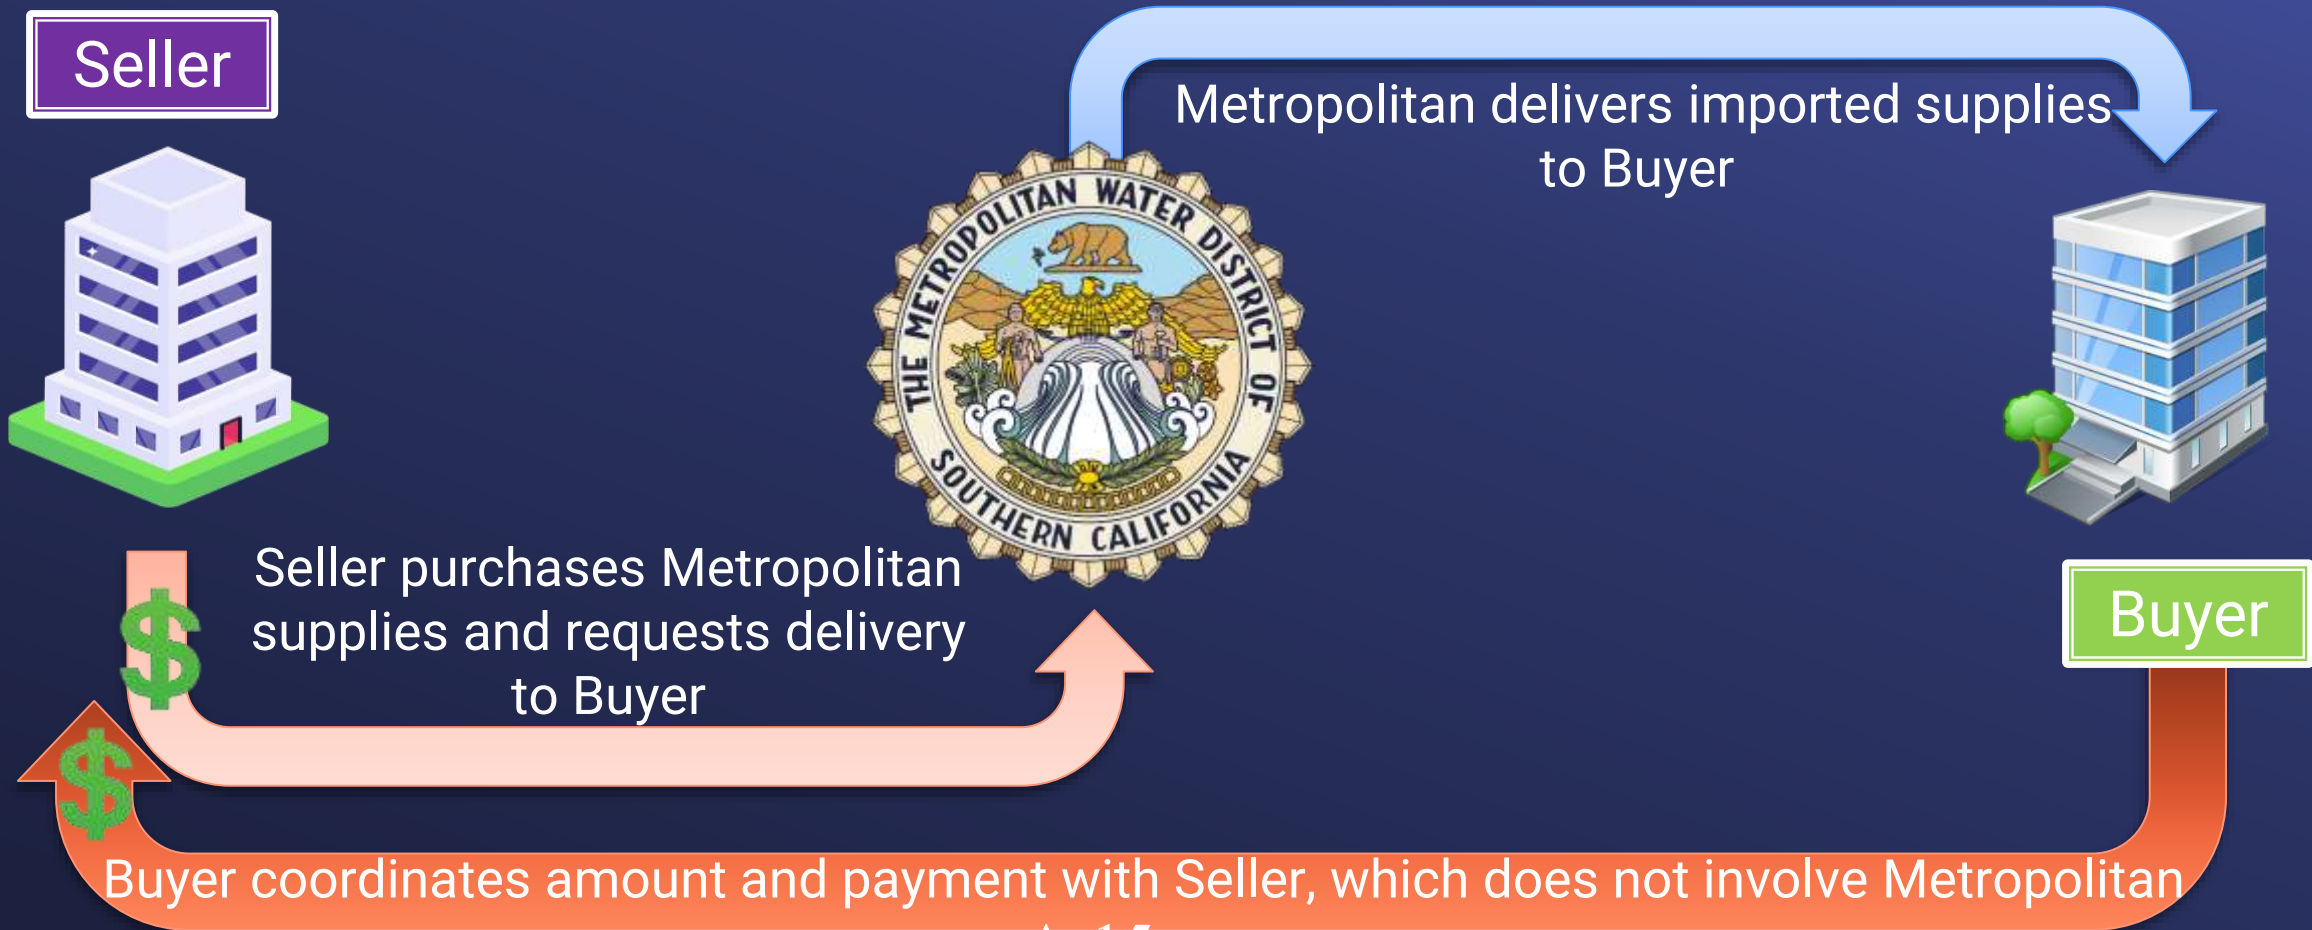 Seller
Metropolitan delivers imported supplies
to Buyer
THE METROPOLITAN WATER DISTRICT OF
SOUTHERN CALIFORNIA
Seller purchases Metropolitan
supplies and requests delivery
to Buyer
Buyer
$
$
Buyer coordinates amount and payment with Seller, which does not involve Metropolitan